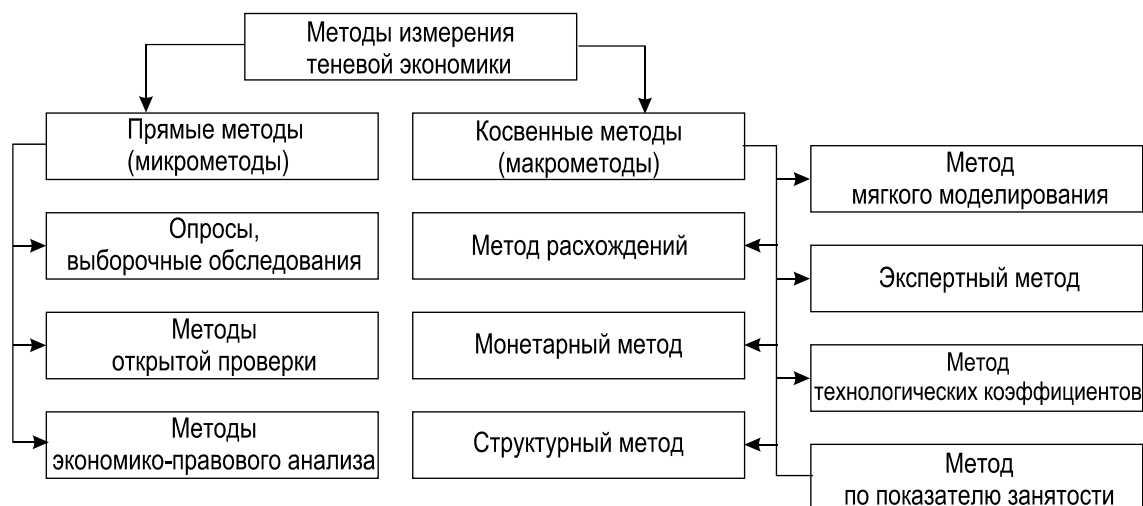 Методы измерения
теневой экономики
Прямые методы
(микрометоды)
Опросы,
выборочные обследования
Методы
открытой проверки
Методы
экономико-правового анализа
Косвенные методы
(макрометоды)
Метод расхождений
Монетарный метод
Структурный метод
Метод
мягкого моделирования
Экспертный метод
Метод
технологических коэффициентов
Метод
по показателю занятости